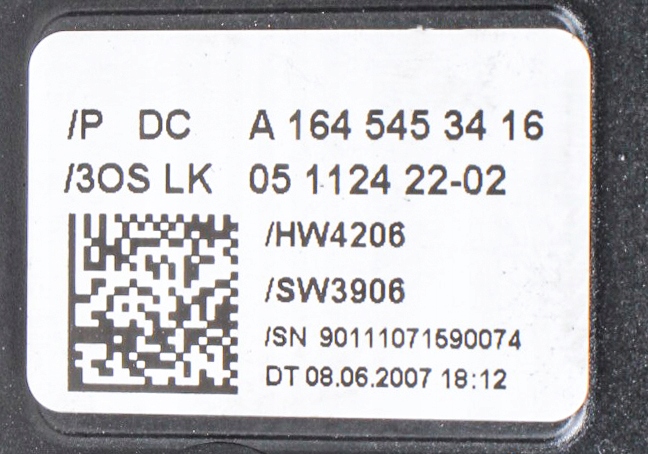 /P DC A 164 545 34 16
/3OS LK 05 1124 22-02
/HW4206
/SW3906
/SN 90111071590074
DT 08.06.2007 18:12